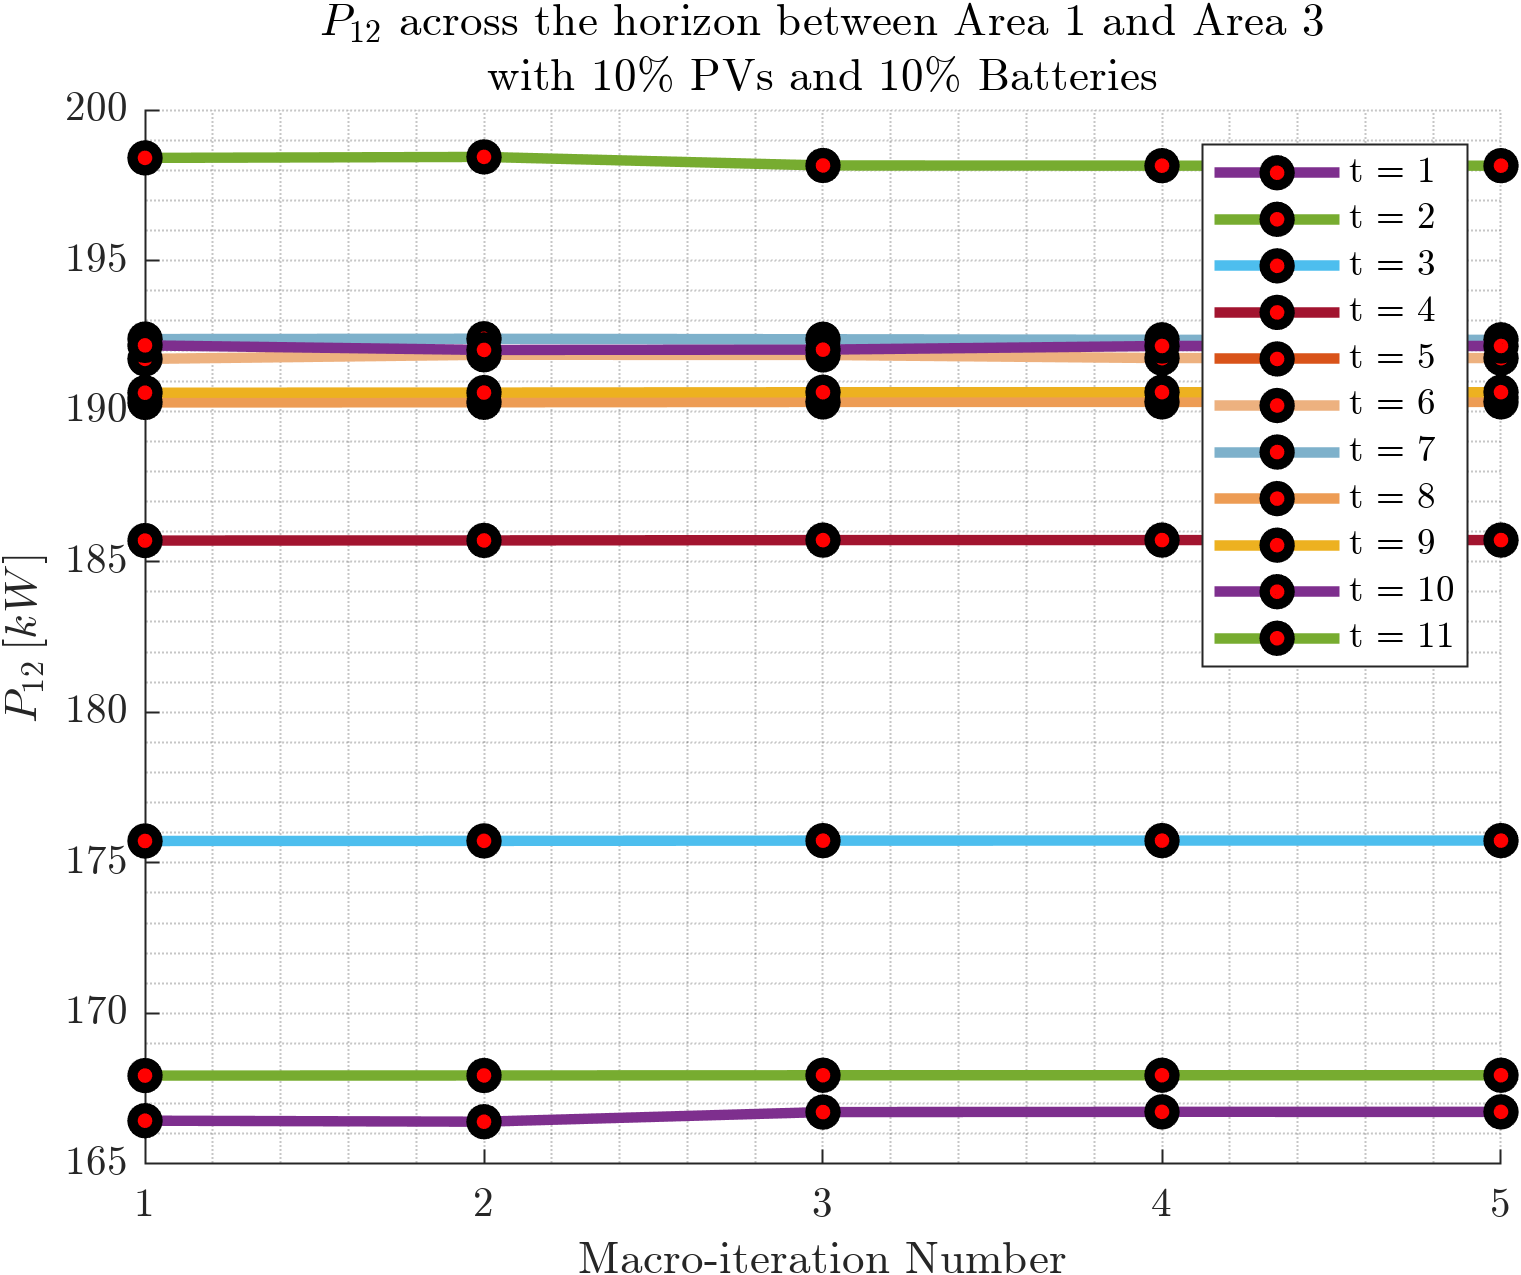 P₁₂ across the horizon between Area 1 and Area 3
with 10% PVs and 10% Batteries
200
195
190
185
180
175
170
165
P₁₂ [kW]
t = 1
t = 2
t = 3
t = 4
t = 5
t = 6
t = 7
t = 8
t = 9
t = 10
t = 11
1 2 3 4 5
Macro-iteration Number